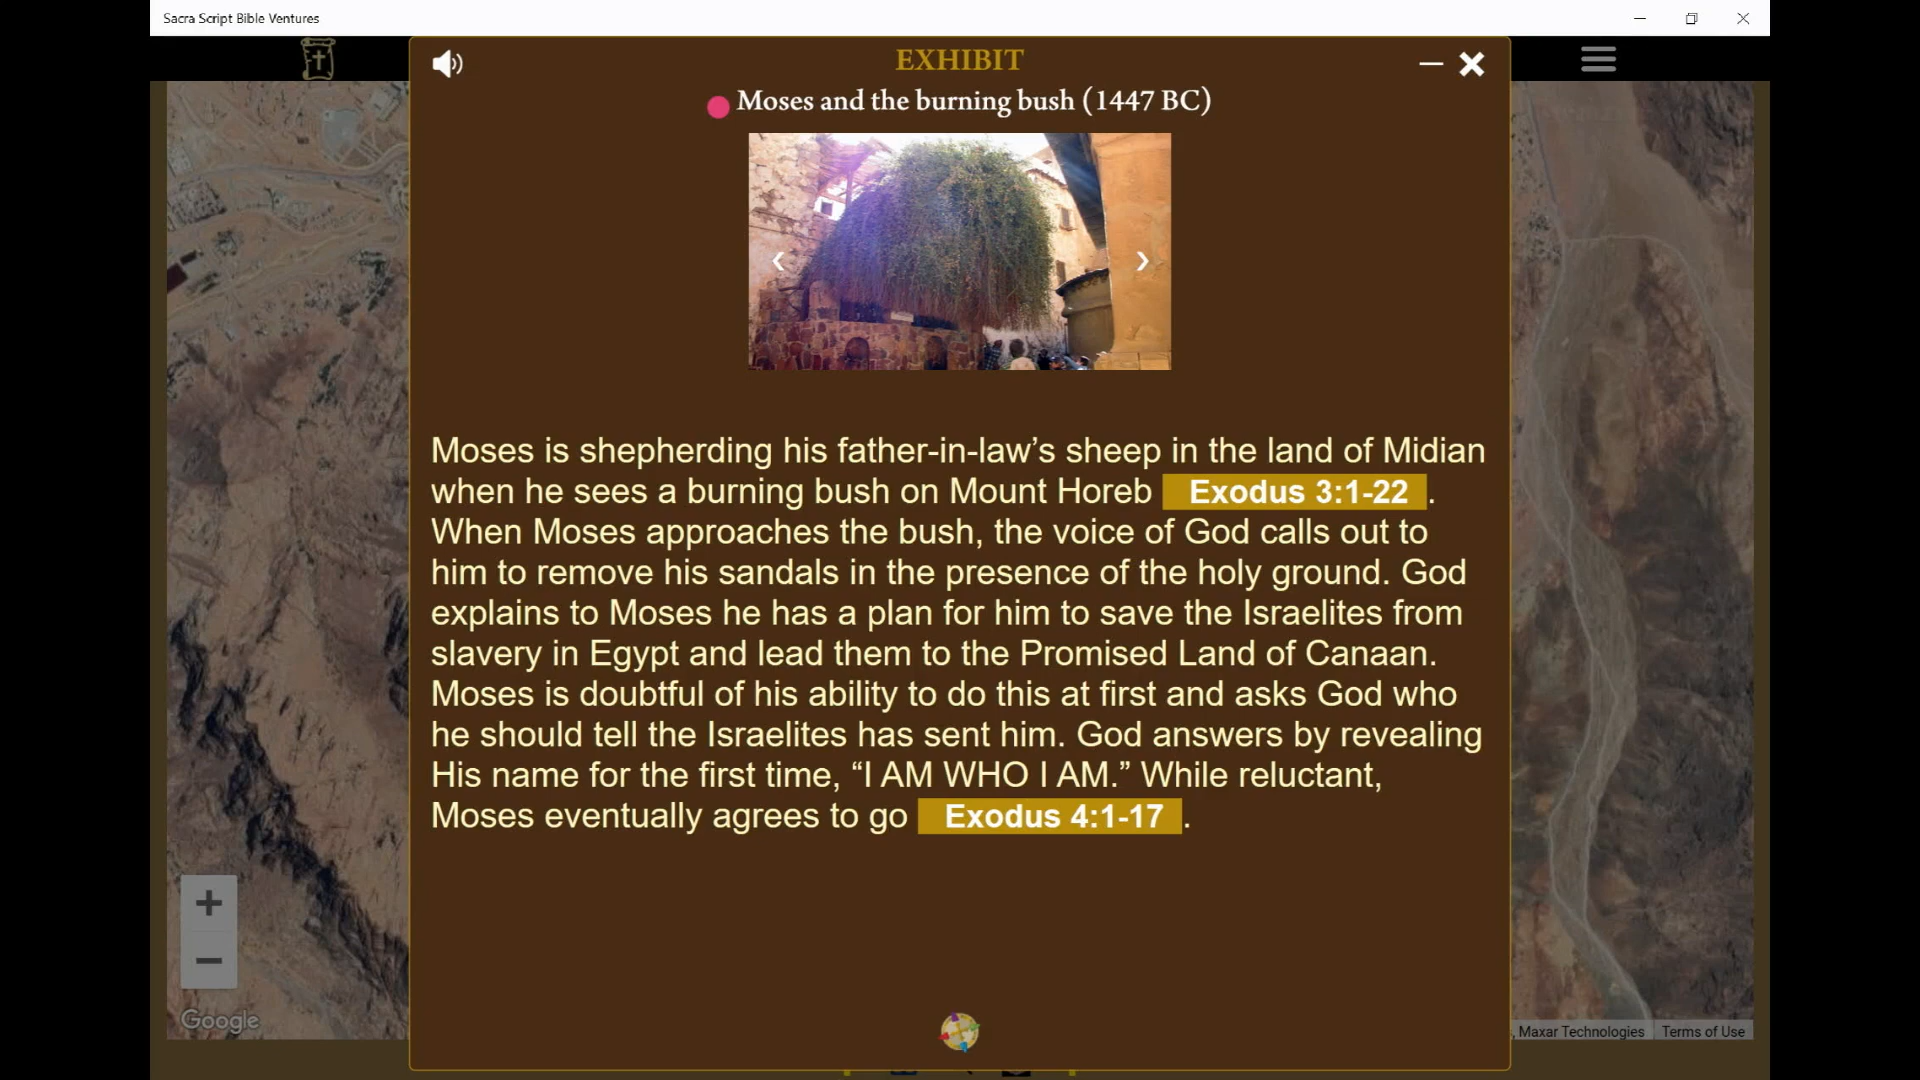 Sacra Script Bible Ventures
EXHIBIT
Moses and the burning bush (1447 BC)
Moses is shepherding his father-in-law’s sheep in the land of Midian
when he sees a burning bush on Mount Horeb Exodus 3:1-22 .
When Moses approaches the bush, the voice of God calls out to
him to remove his sandals in the presence of the holy ground. God
explains to Moses he has a plan for him to save the Israelites from
slavery in Egypt and lead them to the Promised Land of Canaan.
Moses is doubtful of his ability to do this at first and asks God who
he should tell the Israelites has sent him. God answers by revealing
His name for the first time, “I AM WHO I AM.” While reluctant,
Moses eventually agrees to go Exodus 4:1-17 .
Google
, Maxar Technologies
Terms of Use